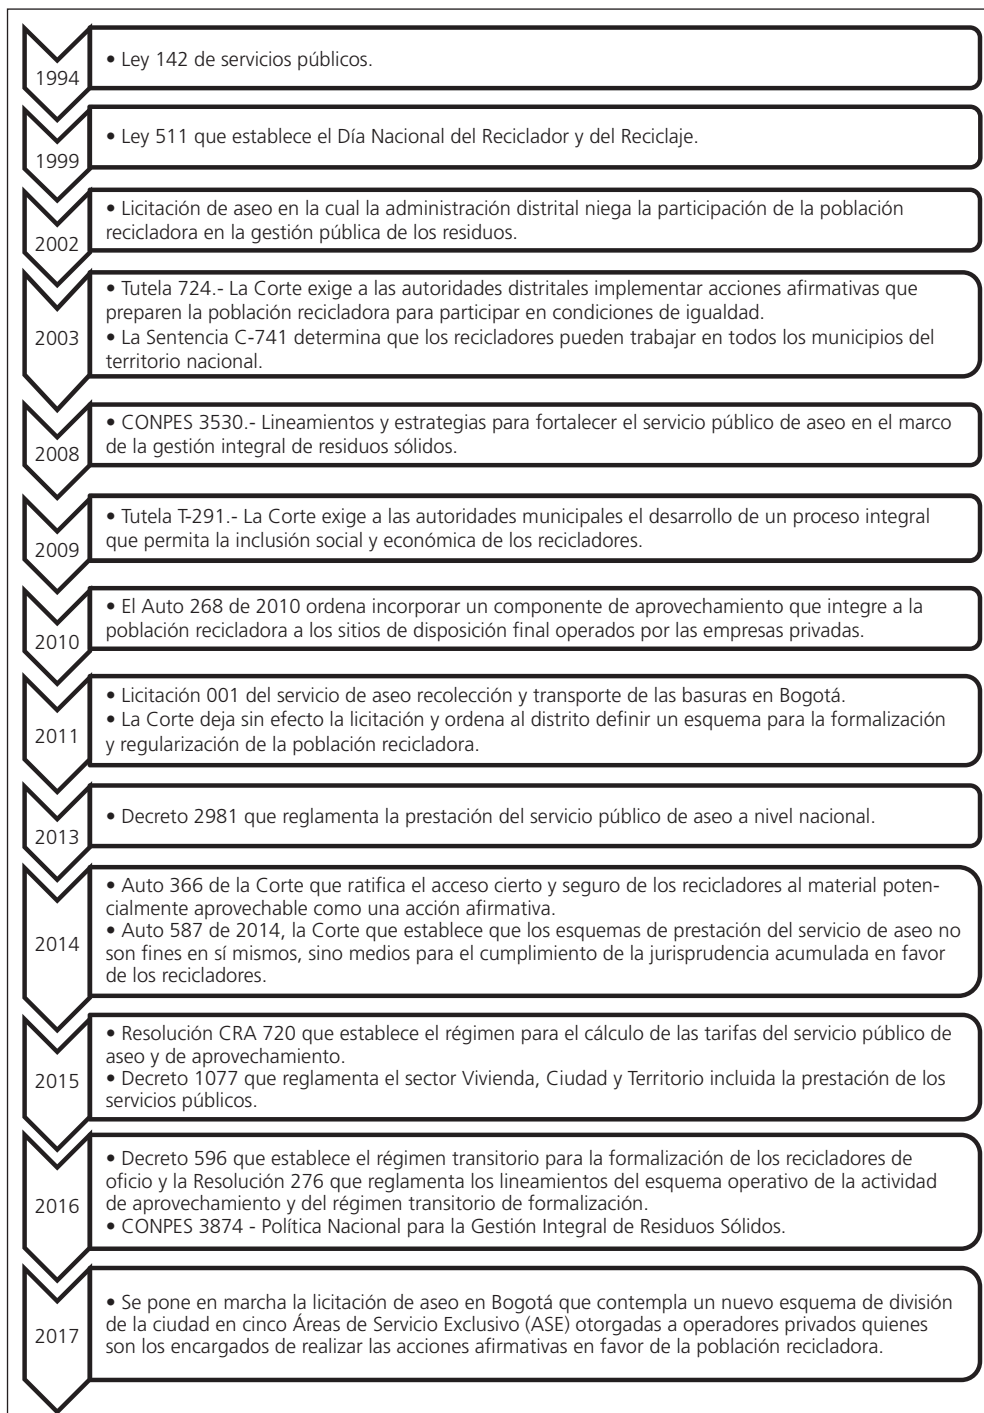 1994
• Ley 142 de servicios públicos.
1999
• Ley 511 que establece el Día Nacional del Reciclador y del Reciclaje.
2002
• Licitación de aseo en la cual la administración distrital niega la participación de la población
recicladora en la gestión pública de los residuos.
2003
• Tutela 724.- La Corte exige a las autoridades distritales implementar acciones afirmativas que
preparen la población recicladora para participar en condiciones de igualdad.
• La Sentencia C-741 determina que los recicladores pueden trabajar en todos los municipios del
territorio nacional.
2008
• CONPES 3530.- Lineamientos y estrategias para fortalecer el servicio público de aseo en el marco
de la gestión integral de residuos sólidos.
2009
• Tutela T-291.- La Corte exige a las autoridades municipales el desarrollo de un proceso integral
que permita la inclusión social y económica de los recicladores.
2010
• El Auto 268 de 2010 ordena incorporar un componente de aprovechamiento que integre a la
población recicladora a los sitios de disposición final operados por las empresas privadas.
2011
• Licitación 001 del servicio de aseo recolección y transporte de las basuras en Bogotá.
• La Corte deja sin efecto la licitación y ordena al distrito definir un esquema para la formalización
y regularización de la población recicladora.
2013
• Decreto 2981 que reglamenta la prestación del servicio público de aseo a nivel nacional.
2014
• Auto 366 de la Corte que ratifica el acceso cierto y seguro de los recicladores al material poten-
cialmente aprovechable como una acción afirmativa.
• Auto 587 de 2014, la Corte que establece que los esquemas de prestación del servicio de aseo no
son fines en sí mismos, sino medios para el cumplimiento de la jurisprudencia acumulada en favor
de los recicladores.
2015
• Resolución CRA 720 que establece el régimen para el cálculo de las tarifas del servicio público de
aseo y de aprovechamiento.
• Decreto 1077 que reglamenta el sector Vivienda, Ciudad y Territorio incluida la prestación de los
servicios públicos.
2016
• Decreto 596 que establece el régimen transitorio para la formalización de los recicladores de
oficio y la Resolución 276 que reglamenta los lineamientos del esquema operativo de la actividad
de aprovechamiento y del régimen transitorio de formalización.
• CONPES 3874 - Política Nacional para la Gestión Integral de Residuos Sólidos.
2017
• Se pone en marcha la licitación de aseo en Bogotá que contempla un nuevo esquema de división
de la ciudad en cinco Áreas de Servicio Exclusivo (ASE) otorgadas a operadores privados quienes
son los encargados de realizar las acciones afirmativas en favor de la población recicladora.